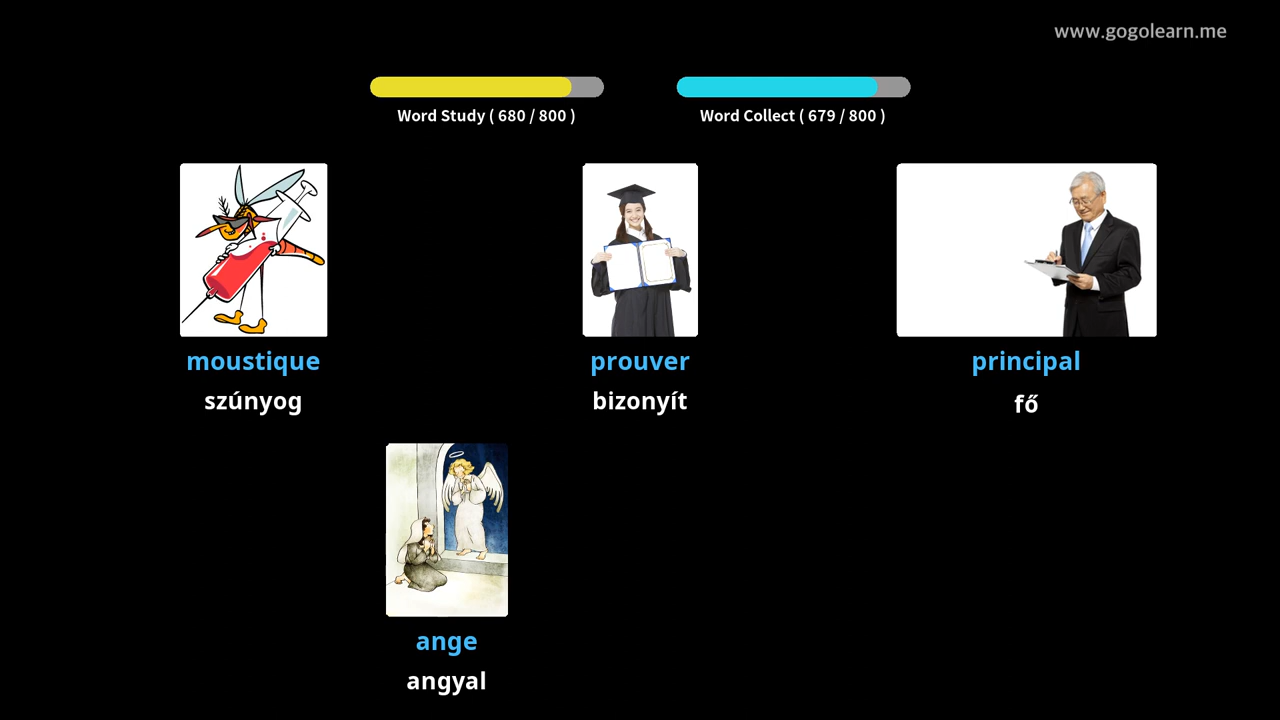 www.gogolearn.me
Word Study ( 680 / 800 )
Word Collect ( 679 / 800 )
moustique
szúnyog
prouver
bizonyít
principal
fő
ange
angyal